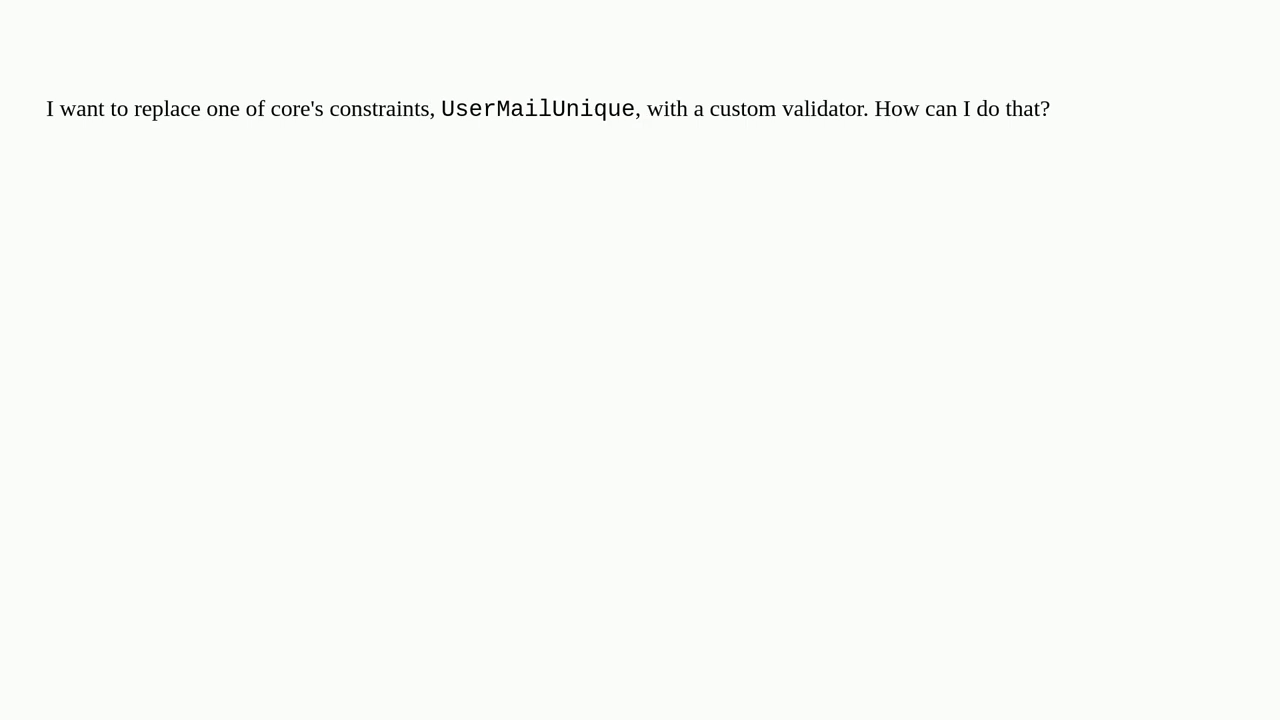 I want to replace one of core's constraints, UserMailUnique, with a custom validator. How can I do that?